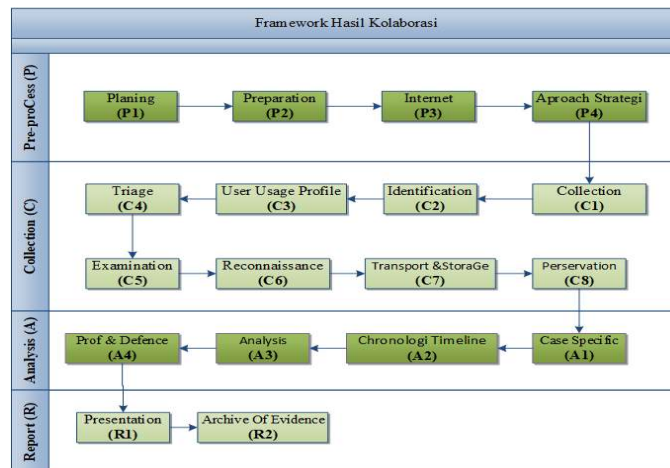 Framework Hasil Kolaborasi
Pre-proCess (P)
Planing
(P1)
Preparation
(P2)
Internet
(P3)
Aproach Strategi
(P4)
Collection (C)
Triage
(C4)
User Usage Profile
(C3)
Identification
(C2)
Collection
(C1)
Examination
(C5)
Reconnaissance
(C6)
Transport &StoraGe
(C7)
Perservation
(C8)
Analysis (A)
Prof & Defence
(A4)
Analysis
(A3)
Chronologi Timeline
(A2)
Case Specific
(A1)
Report (R)
Presentation
(R1)
Archive Of Evidence
(R2)